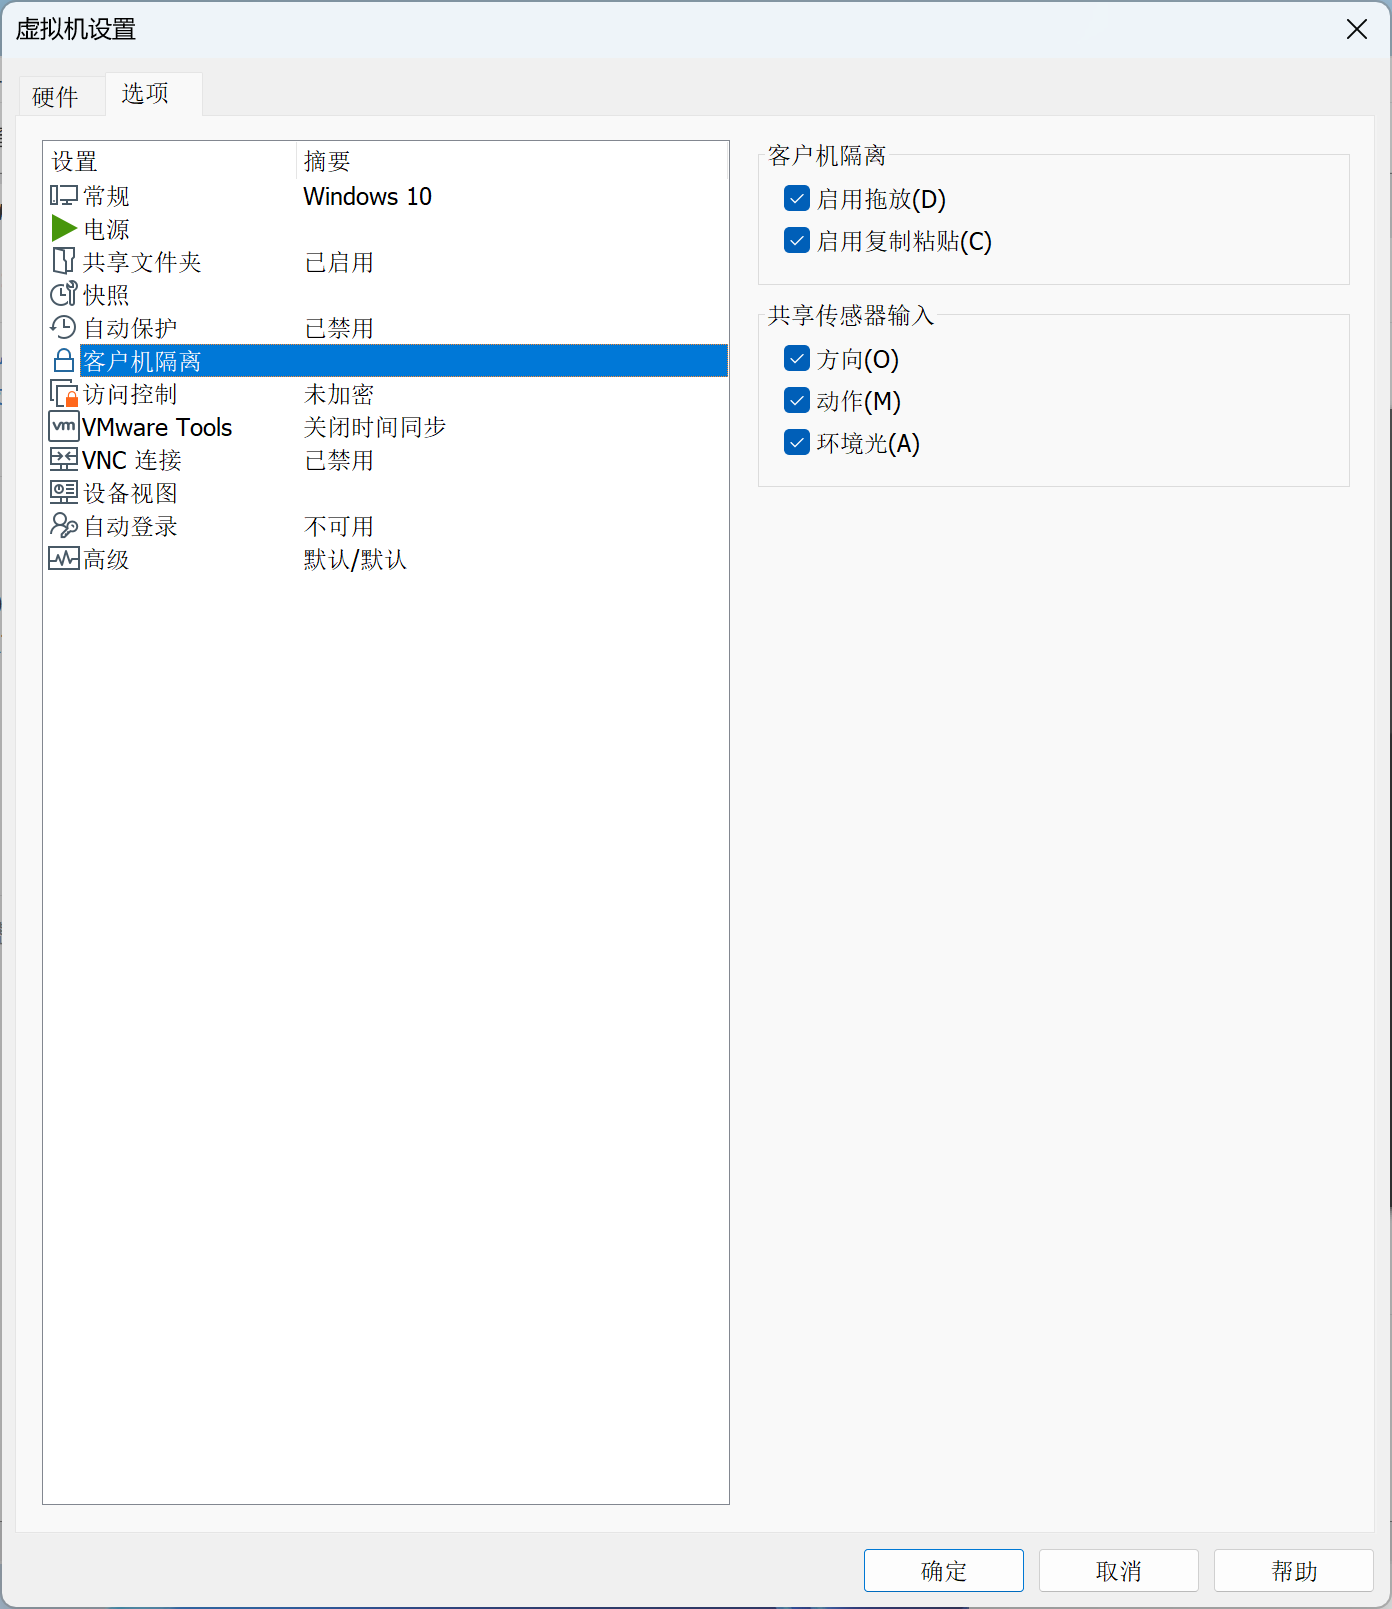 虚拟机设置
硬件
选项
设置 摘要
常规 Windows 10
电源
共享文件夹 已启用
快照
自动保护 已禁用
客户机隔离
访问控制 未加密
vm VMware Tools 关闭时间同步
VNC 连接 已禁用
设备视图
自动登录 不可用
高级 默认/默认
客户机隔离
启用拖放(D)
启用复制粘贴(C)
共享传感器输入
方向(O)
动作(M)
环境光(A)
确定 取消 帮助